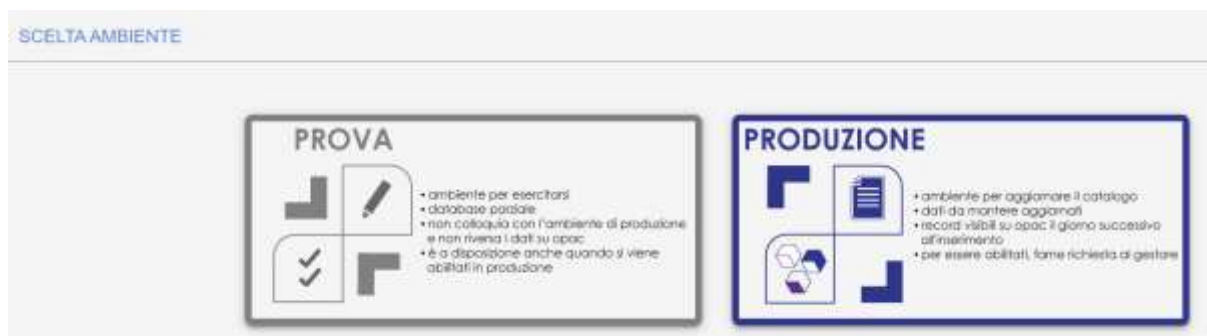 SCELTA AMBIENTE
PROVA
• ambiente per esercitarsi
• database parziale
• non colloquia con l'ambiente di produzione
e non riversa i dati su opac
• è a disposizione anche quando si viene
abilitati in produzione
PRODUZIONE
• ambiente per aggiornare il catalogo
• dati da mantere aggiornati
• record visibili su opac il giorno successivo
all'inserimento
• per essere abilitati, farne richiesta al gestore